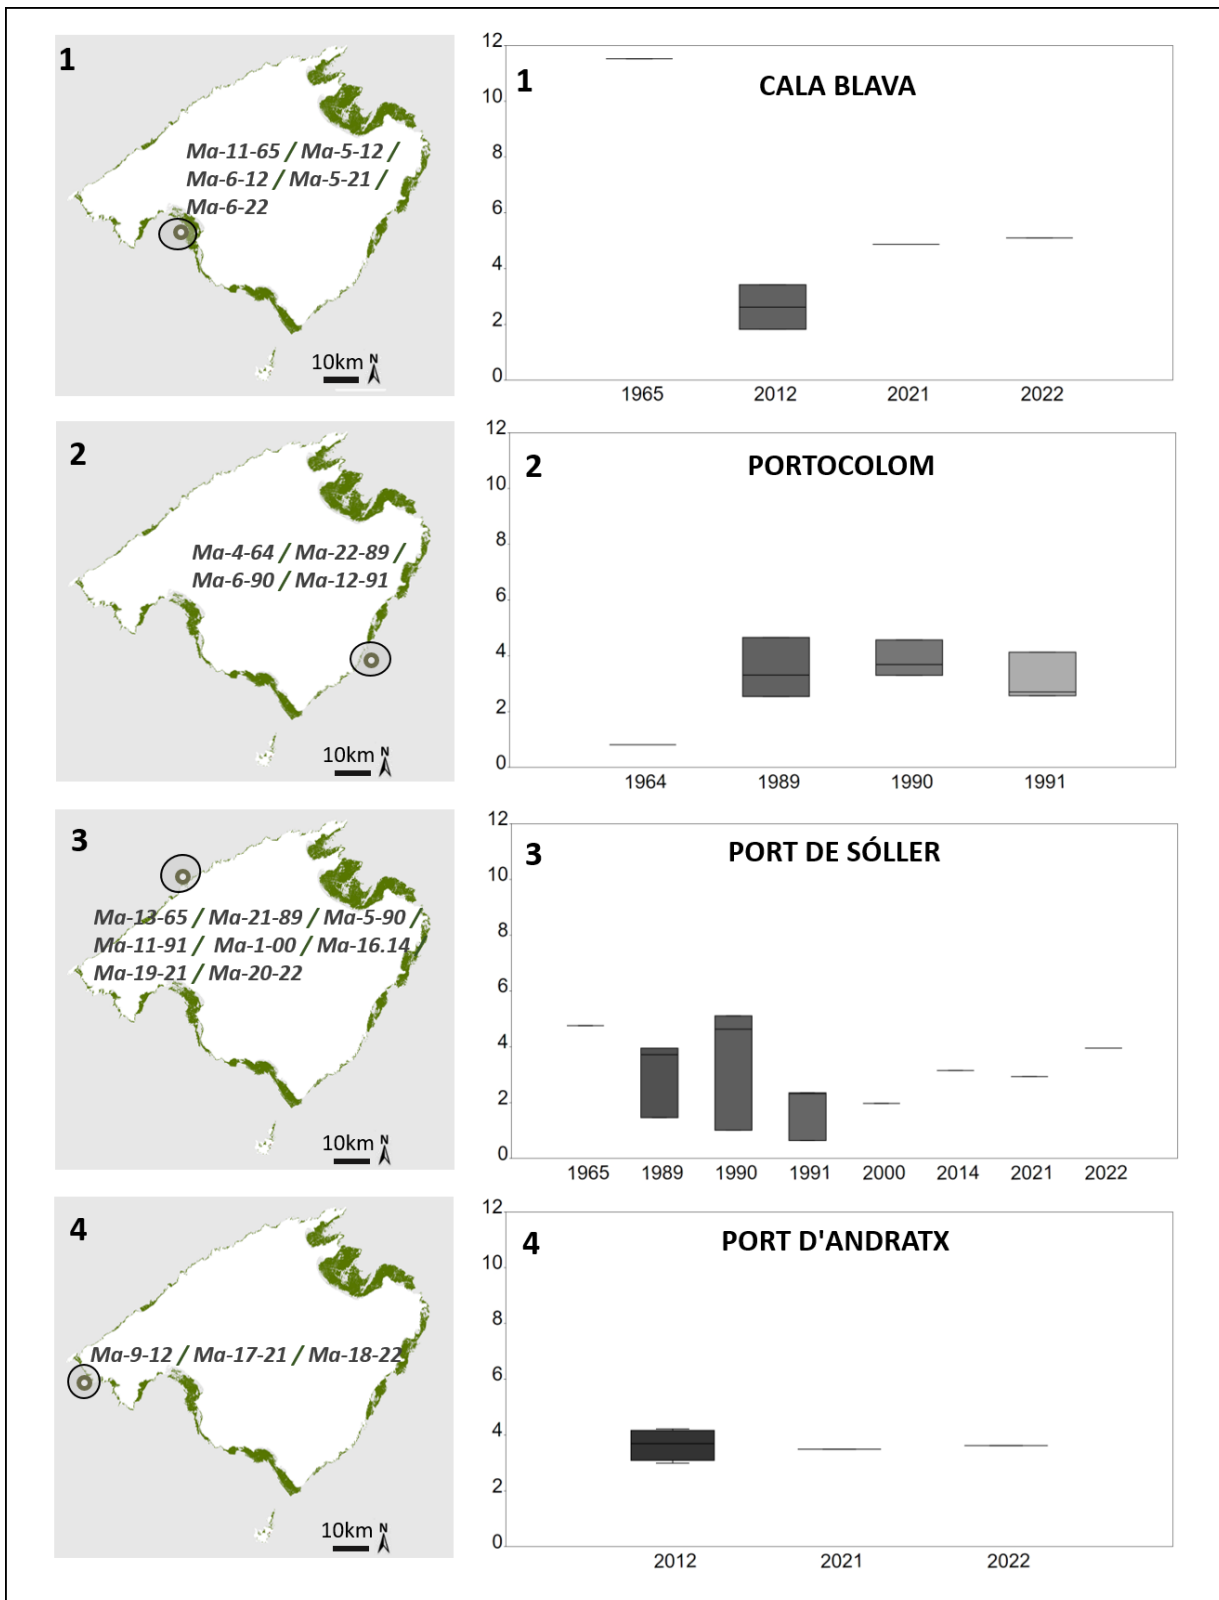 1
Ma-11-65 / Ma-5-12 /
Ma-6-12 / Ma-5-21 /
Ma-6-22
10km N
1
CALA BLAVA
12
10
8
6
4
2
0
1965 2012 2021 2022
2
Ma-4-64 / Ma-22-89 /
Ma-6-90 / Ma-12-91
10km N
2
PORTOCOLOM
12
10
8
6
4
2
0
1964 1989 1990 1991
3
Ma-13-65 / Ma-21-89 / Ma-5-90 /
Ma-11-91 / Ma-1-00 / Ma-16.14
Ma-19-21 / Ma-20-22
10km N
3
PORT DE SÓLLER
12
10
8
6
4
2
0
1965 1989 1990 1991 2000 2014 2021 2022
4
Ma-9-12 / Ma-17-21 / Ma-18-22
10km N
4
PORT D'ANDRATX
12
10
8
6
4
2
0
2012 2021 2022